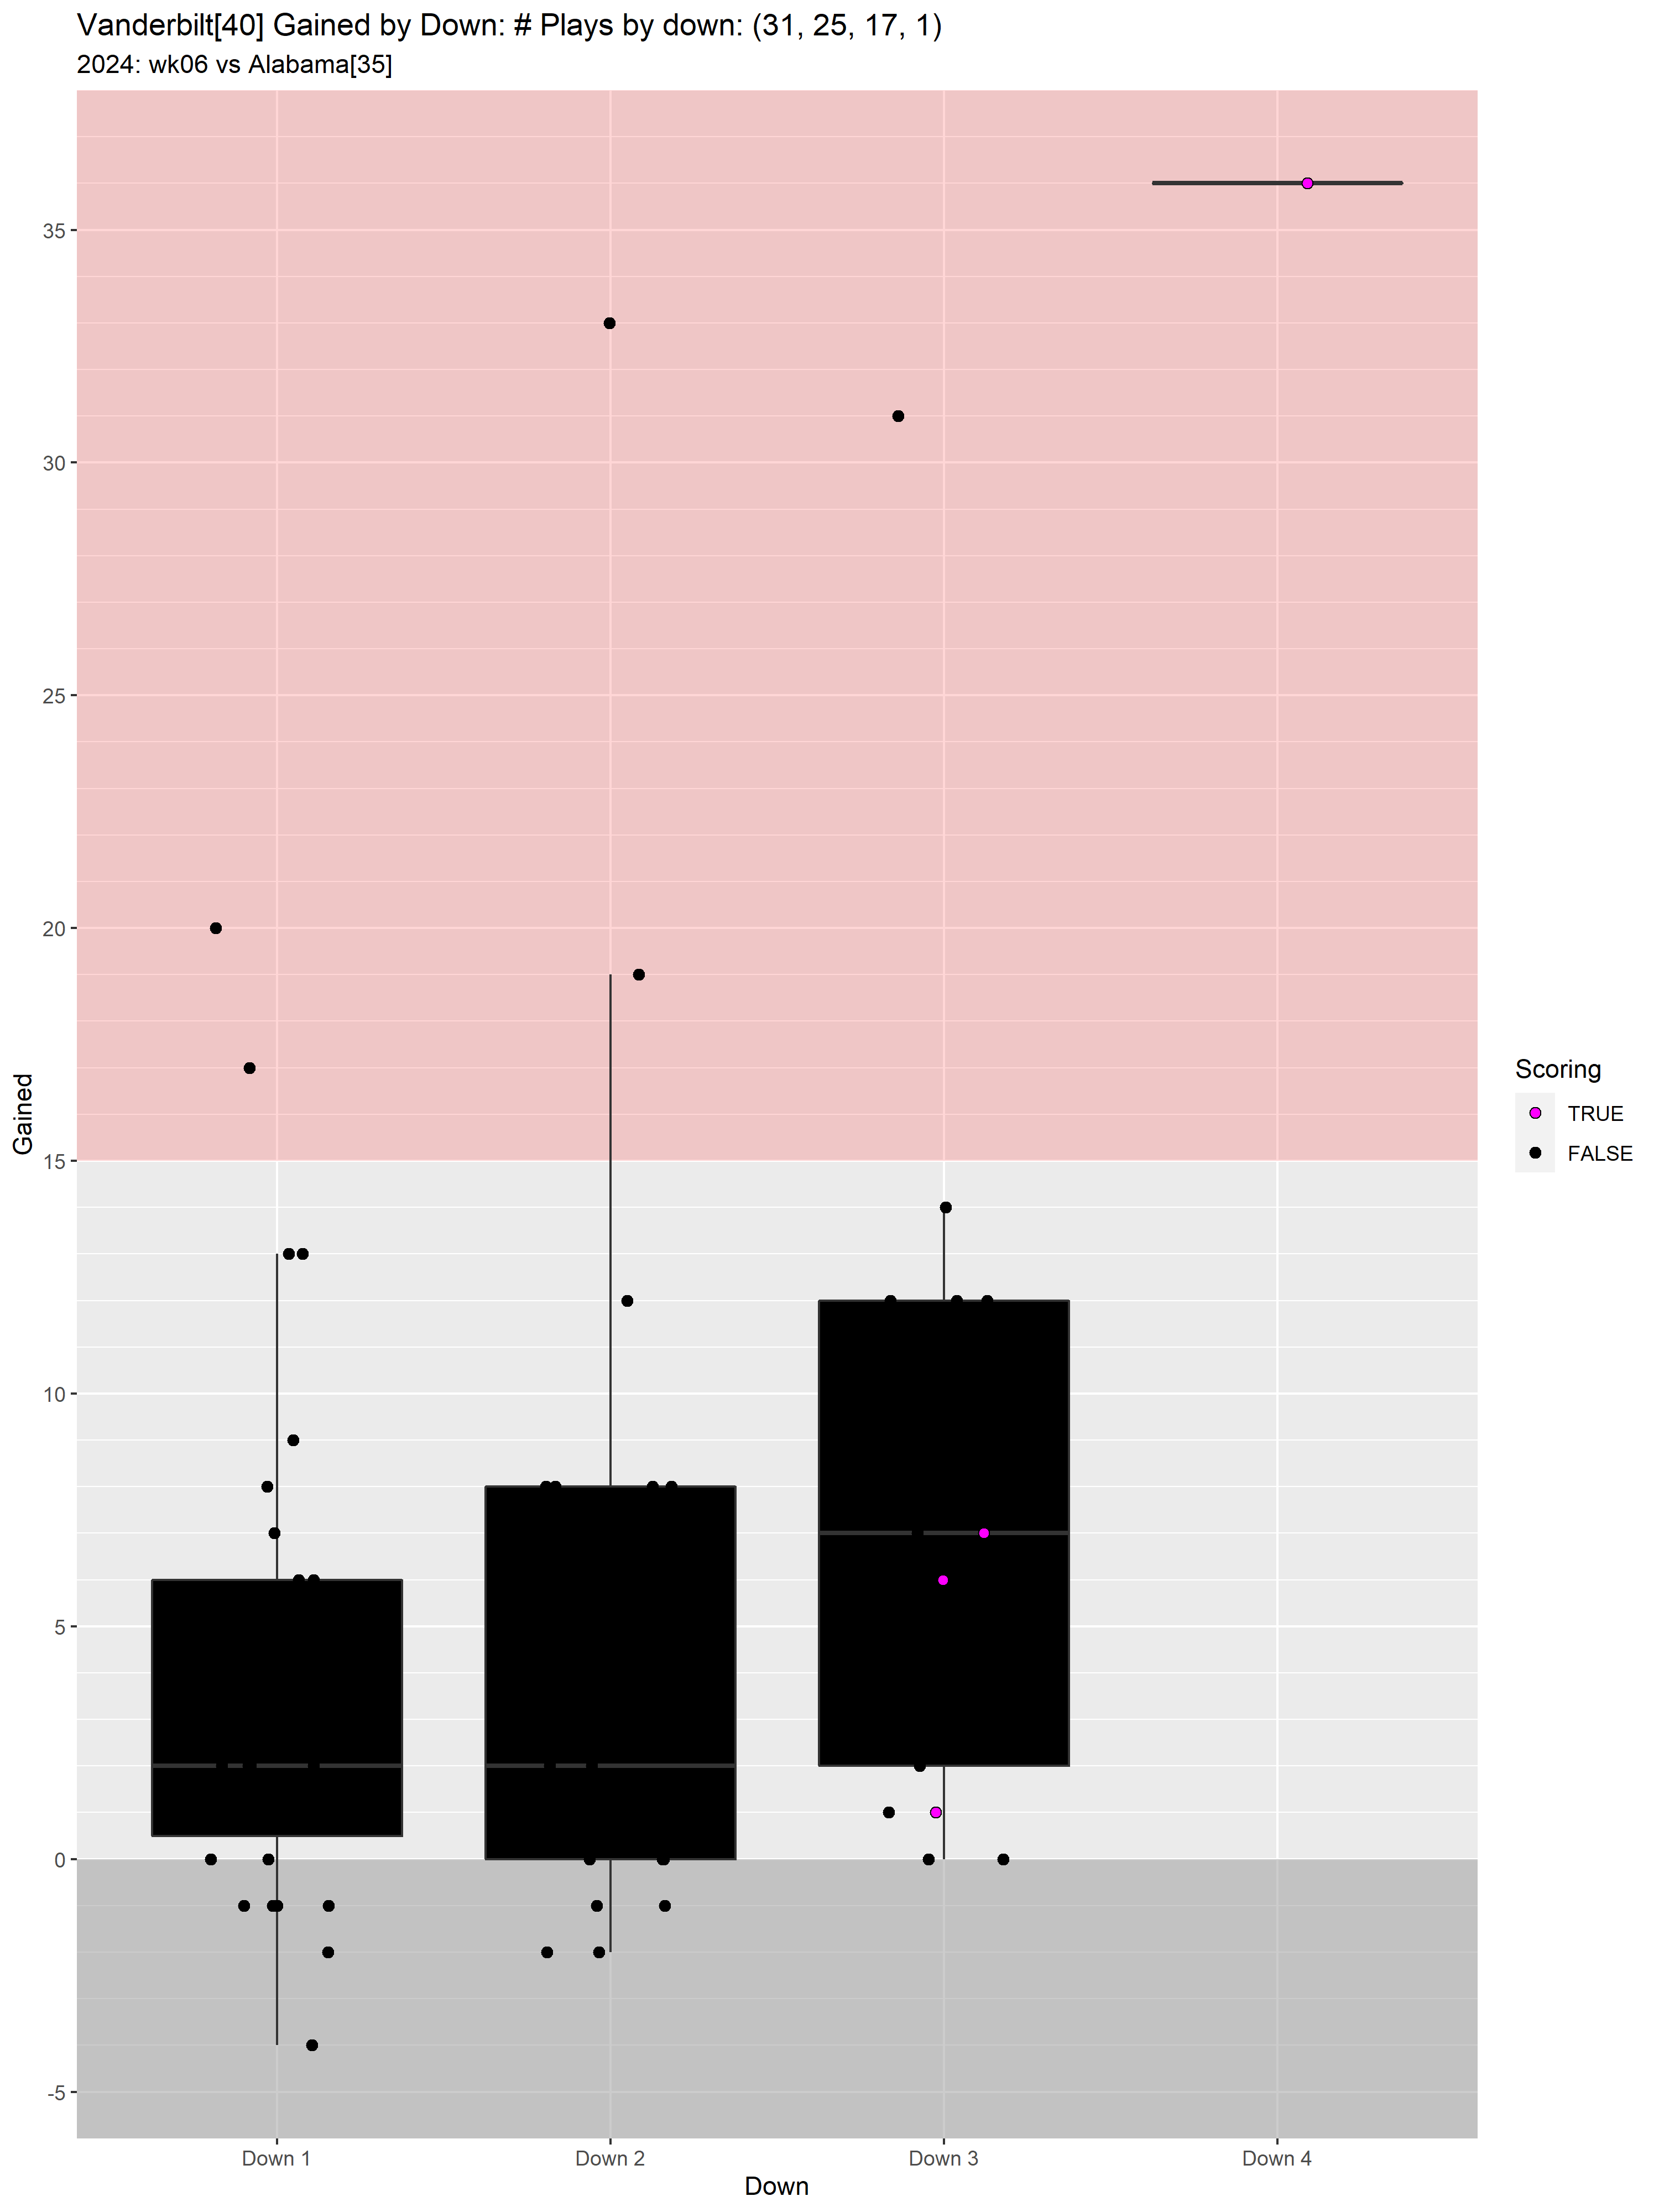 Vanderbilt[40] Gained by Down: # Plays by down: (31, 25, 17, 1)
2024: wk06 vs Alabama[35]
Gained
35
30
25
20
15
10
5
0
-5
Down 1
Down 2
Down 3
Down 4
Down
Scoring
TRUE
FALSE